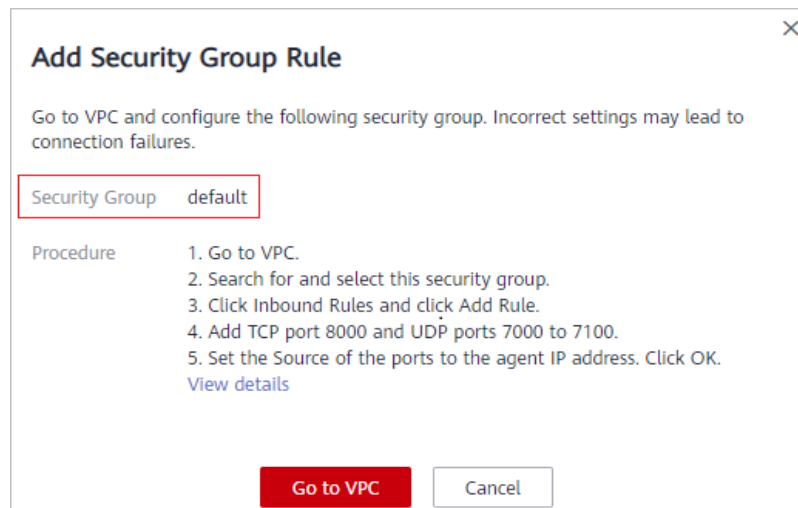 Add Security Group Rule
Go to VPC and configure the following security group. Incorrect settings may lead to
connection failures.
Security Group default
Procedure 1. Go to VPC.
2. Search for and select this security group.
3. Click Inbound Rules and click Add Rule.
4. Add TCP port 8000 and UDP ports 7000 to 7100.
5. Set the Source of the ports to the agent IP address. Click OK.
View details
Go to VPC Cancel